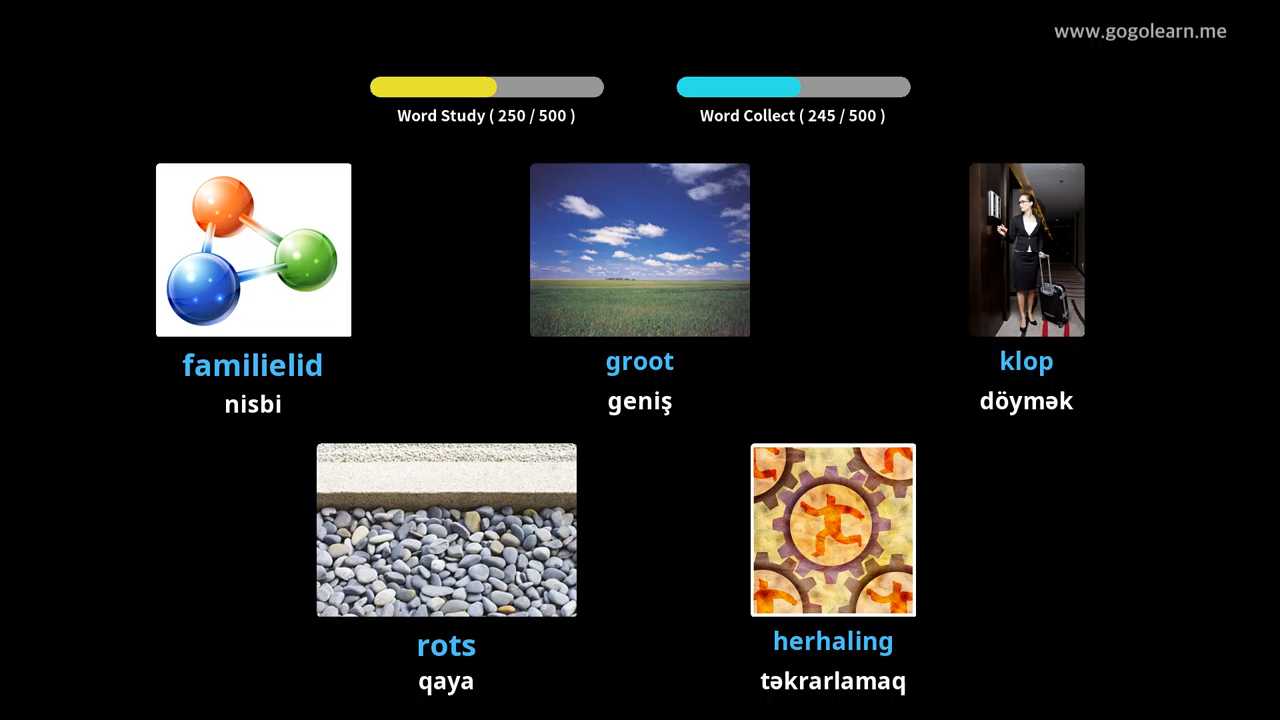 www.gogolearn.me
Word Study ( 250 / 500 )
Word Collect ( 245 / 500 )
familielid
nisbi
groot
geniş
klop
döymək
rots
qaya
herhaling
təkrarlamaq